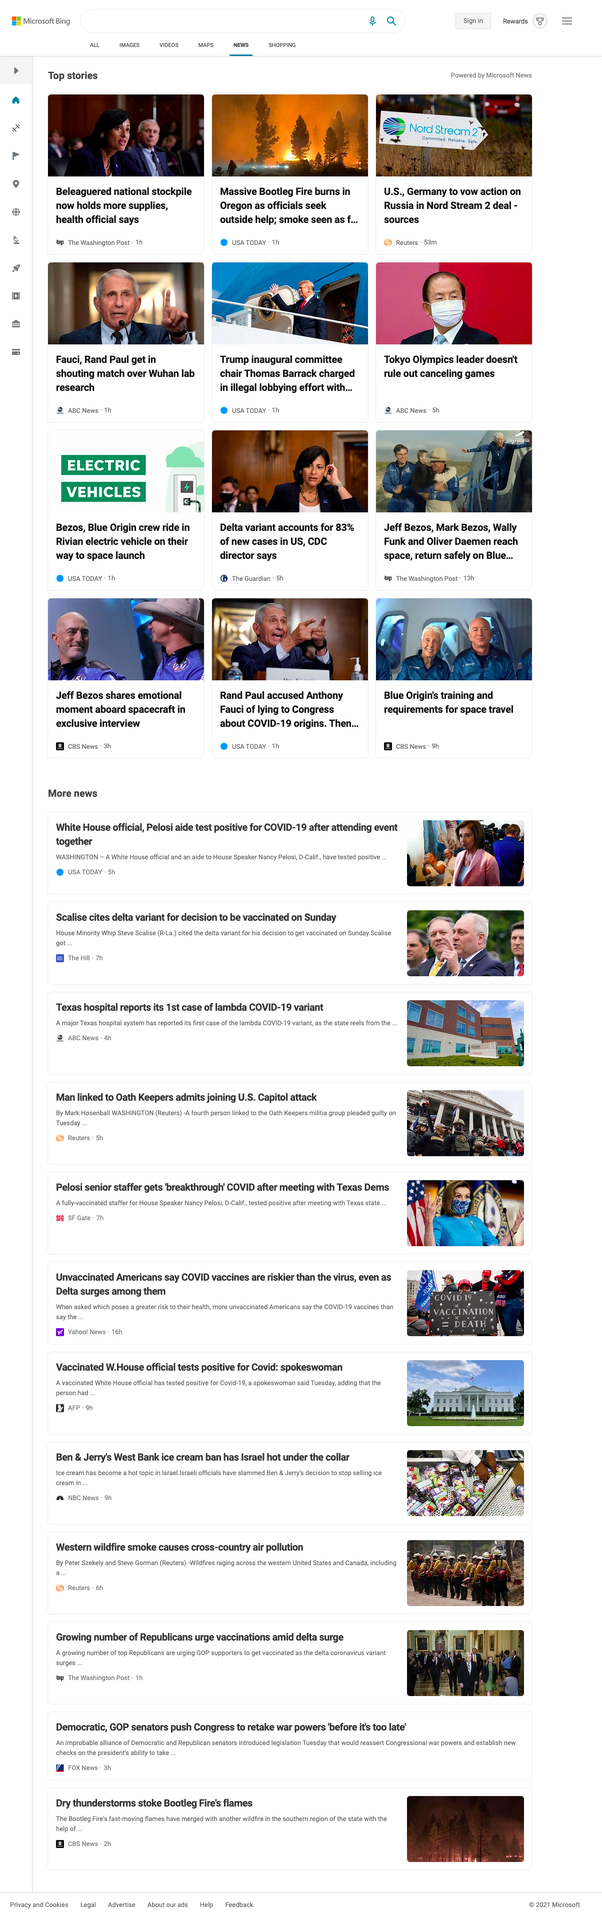 Microsoft Bing
Sign in
Rewards
ALL IMAGES VIDEOS MAPS NEWS SHOPPING
Top stories
Powered by Microsoft News
Nord Stream 2
Committed. Reliable. Safe.
Beleaguered national stockpile
now holds more supplies,
health official says
The Washington Post · 1h
Massive Bootleg Fire burns in
Oregon as officials seek
outside help; smoke seen as f...
USA TODAY · 1h
U.S., Germany to vow action on
Russia in Nord Stream 2 deal -
sources
Reuters · 53m
Fauci, Rand Paul get in
shouting match over Wuhan lab
research
ABC News · 1h
Trump inaugural committee
chair Thomas Barrack charged
in illegal lobbying effort with...
USA TODAY · 1h
Tokyo Olympics leader doesn't
rule out canceling games
ABC News · 5h
ELECTRIC
VEHICLES
Bezos, Blue Origin crew ride in
Rivian electric vehicle on their
way to space launch
USA TODAY · 1h
Delta variant accounts for 83%
of new cases in US, CDC
director says
The Guardian · 5h
Jeff Bezos, Mark Bezos, Wally
Funk and Oliver Daemen reach
space, return safely on Blue...
The Washington Post · 13h
Jeff Bezos shares emotional
moment aboard spacecraft in
exclusive interview
CBS News · 3h
Rand Paul accused Anthony
Fauci of lying to Congress
about COVID-19 origins. Then...
USA TODAY · 1h
Blue Origin's training and
requirements for space travel
CBS News · 9h
More news
White House official, Pelosi aide test positive for COVID-19 after attending event
together
WASHINGTON – A White House official and an aide to House Speaker Nancy Pelosi, D-Calif., have tested positive ...
USA TODAY · 5h
Scalise cites delta variant for decision to be vaccinated on Sunday
House Minority Whip Steve Scalise (R-La.) cited the delta variant for his decision to get vaccinated on Sunday.Scalise
got ...
The Hill · 7h
Texas hospital reports its 1st case of lambda COVID-19 variant
A major Texas hospital system has reported its first case of the lambda COVID-19 variant, as the state reels from the ...
ABC News · 4h
Man linked to Oath Keepers admits joining U.S. Capitol attack
By Mark Hosenball WASHINGTON (Reuters) -A fourth person linked to the Oath Keepers militia group pleaded guilty on
Tuesday ...
Reuters · 5h
Pelosi senior staffer gets 'breakthrough' COVID after meeting with Texas Dems
A fully-vaccinated staffer for House Speaker Nancy Pelosi, D-Calif., tested positive after meeting with Texas state ...
SF Gate · 7h
Unvaccinated Americans say COVID vaccines are riskier than the virus, even as
Delta surges among them
When asked which poses a greater risk to their health, more unvaccinated Americans say the COVID-19 vaccines than
say the ...
Yahoo! News · 16h
COVID 19
VACCINATION
= DEATH
Vaccinated W.House official tests positive for Covid: spokeswoman
A vaccinated White House official has tested positive for Covid-19, a spokeswoman said Tuesday, adding that the
person had ...
AFP · 9h
Ben & Jerry's West Bank ice cream ban has Israel hot under the collar
Ice cream has become a hot topic in Israel.Israeli officials have slammed Ben & Jerry's decision to stop selling ice
cream in ...
NBC News · 9h
Western wildfire smoke causes cross-country air pollution
By Peter Szekely and Steve Gorman (Reuters) -Wildfires raging across the western United States and Canada, including
a ...
Reuters · 6h
Growing number of Republicans urge vaccinations amid delta surge
A growing number of top Republicans are urging GOP supporters to get vaccinated as the delta coronavirus variant
surges ...
The Washington Post · 1h
Democratic, GOP senators push Congress to retake war powers 'before it's too late'
An improbable alliance of Democratic and Republican senators introduced legislation Tuesday that would reassert Congressional war powers and establish new
checks on the president's ability to take ...
FOX News · 3h
Dry thunderstorms stoke Bootleg Fire's flames
The Bootleg Fire's fast-moving flames have merged with another wildfire in the southern region of the state with the
help of ...
CBS News · 2h
Privacy and Cookies Legal Advertise About our ads Help Feedback
© 2021 Microsoft